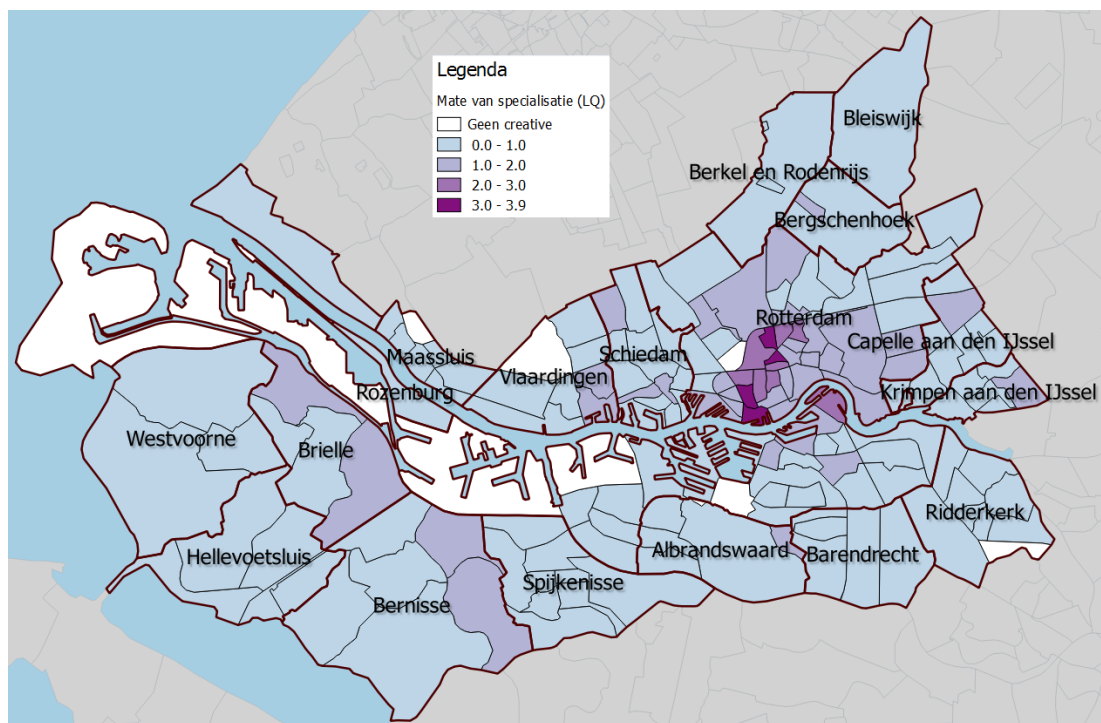 Legenda
Mate van specialisatie (LQ)
Geen creative
0.0 - 1.0
1.0 - 2.0
2.0 - 3.0
3.0 - 3.9
Bleiswijk
Berkel en Rodenrijs
Bergschenhoek
Rotterdam
Capelle aan den IJssel
Maassluis
Schiedam
Vlaardingen
Rozenburg
Krimpen aan den IJssel
Westvoorne
Brielle
Ridderkerk
Hellevoetsluis
Albrandswaard
Barendrecht
Spijkenisse
Bernisse